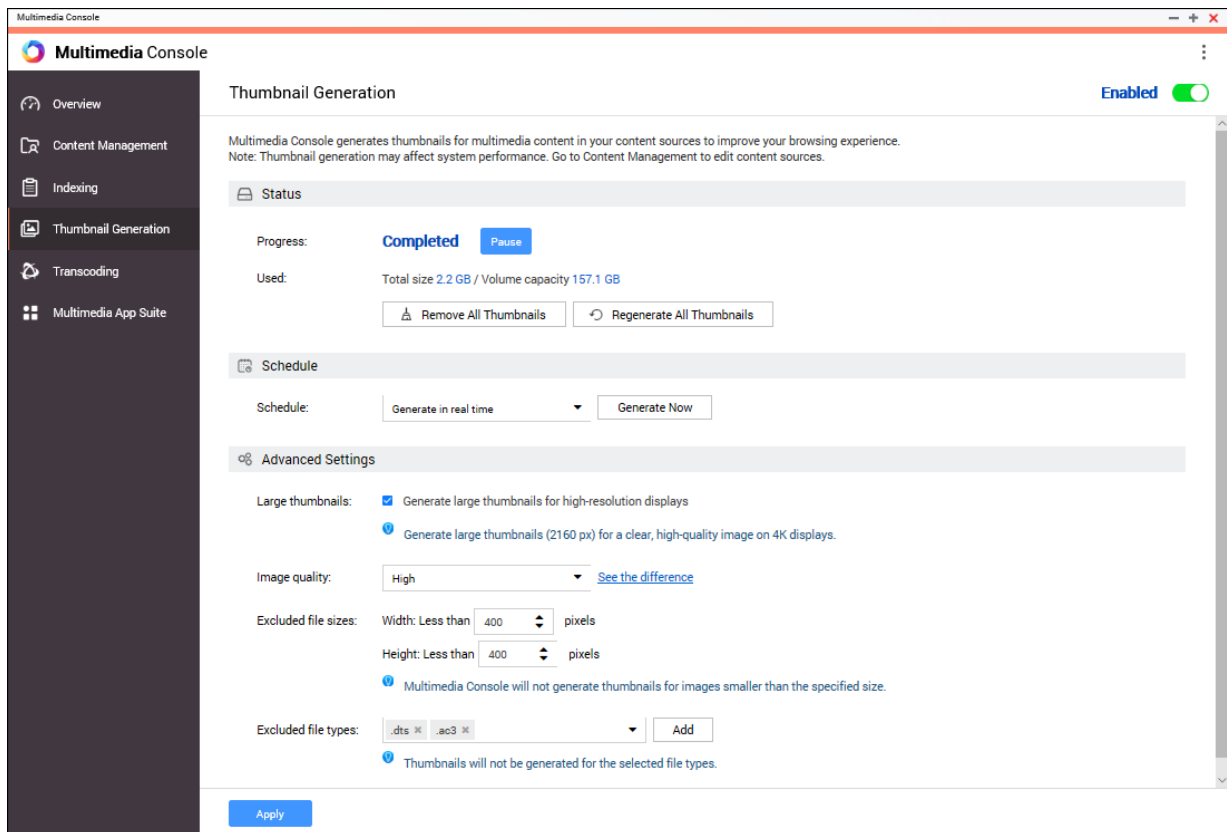 Multimedia Console
Multimedia Console
Overview
Content Management
Indexing
Thumbnail Generation
Transcoding
Multimedia App Suite
Thumbnail Generation
Enabled
Multimedia Console generates thumbnails for multimedia content in your content sources to improve your browsing experience.
Note: Thumbnail generation may affect system performance. Go to Content Management to edit content sources.
Status
Progress: Completed Pause
Used: Total size 2.2 GB / Volume capacity 157.1 GB
Remove All Thumbnails Regenerate All Thumbnails
Schedule
Schedule: Generate in real time Generate Now
Advanced Settings
Large thumbnails: Generate large thumbnails for high-resolution displays
Generate large thumbnails (2160 px) for a clear, high-quality image on 4K displays.
Image quality: High See the difference
Excluded file sizes: Width: Less than 400 pixels
Height: Less than 400 pixels
Multimedia Console will not generate thumbnails for images smaller than the specified size.
Excluded file types: .dts .ac3 Add
Thumbnails will not be generated for the selected file types.
Apply